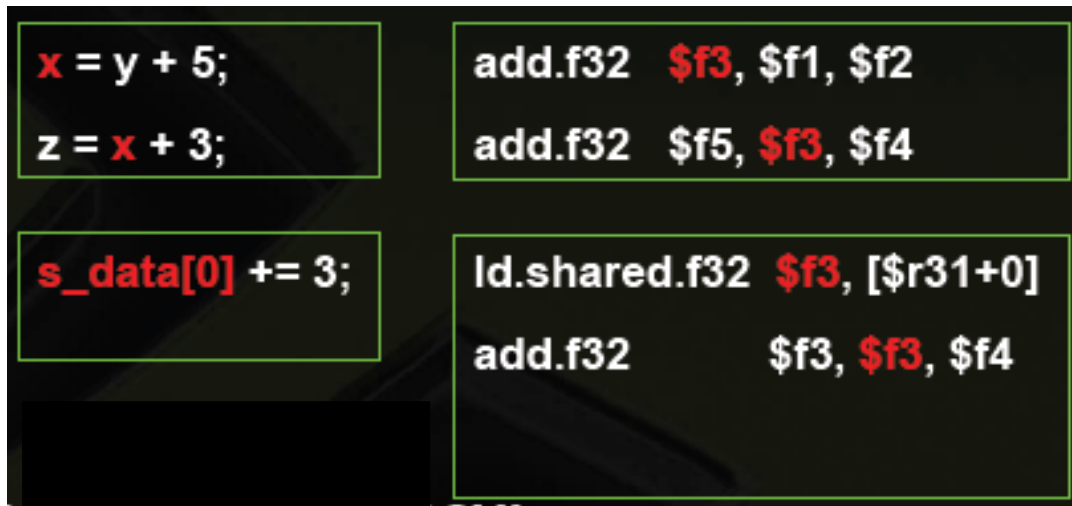 x = y + 5;
z = x + 3;
add.f32 $f3, $f1, $f2
add.f32 $f5, $f3, $f4
s_data[0] += 3;
ld.shared.f32 $f3, [$r31+0]
add.f32 $f3, $f3, $f4